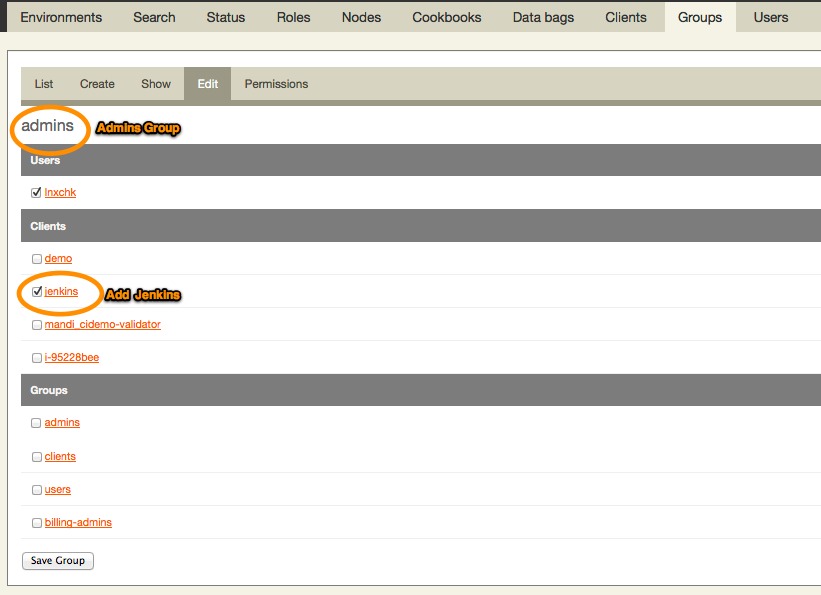 Environments Search Status Roles Nodes Cookbooks Data bags Clients Groups Users
List Create Show Edit Permissions
admins Admins Group
Users
lnxchk
Clients
demo
jenkins Add Jenkins
mandi_cidemo-validator
i-95228bee
Groups
admins
clients
users
billing-admins
Save Group